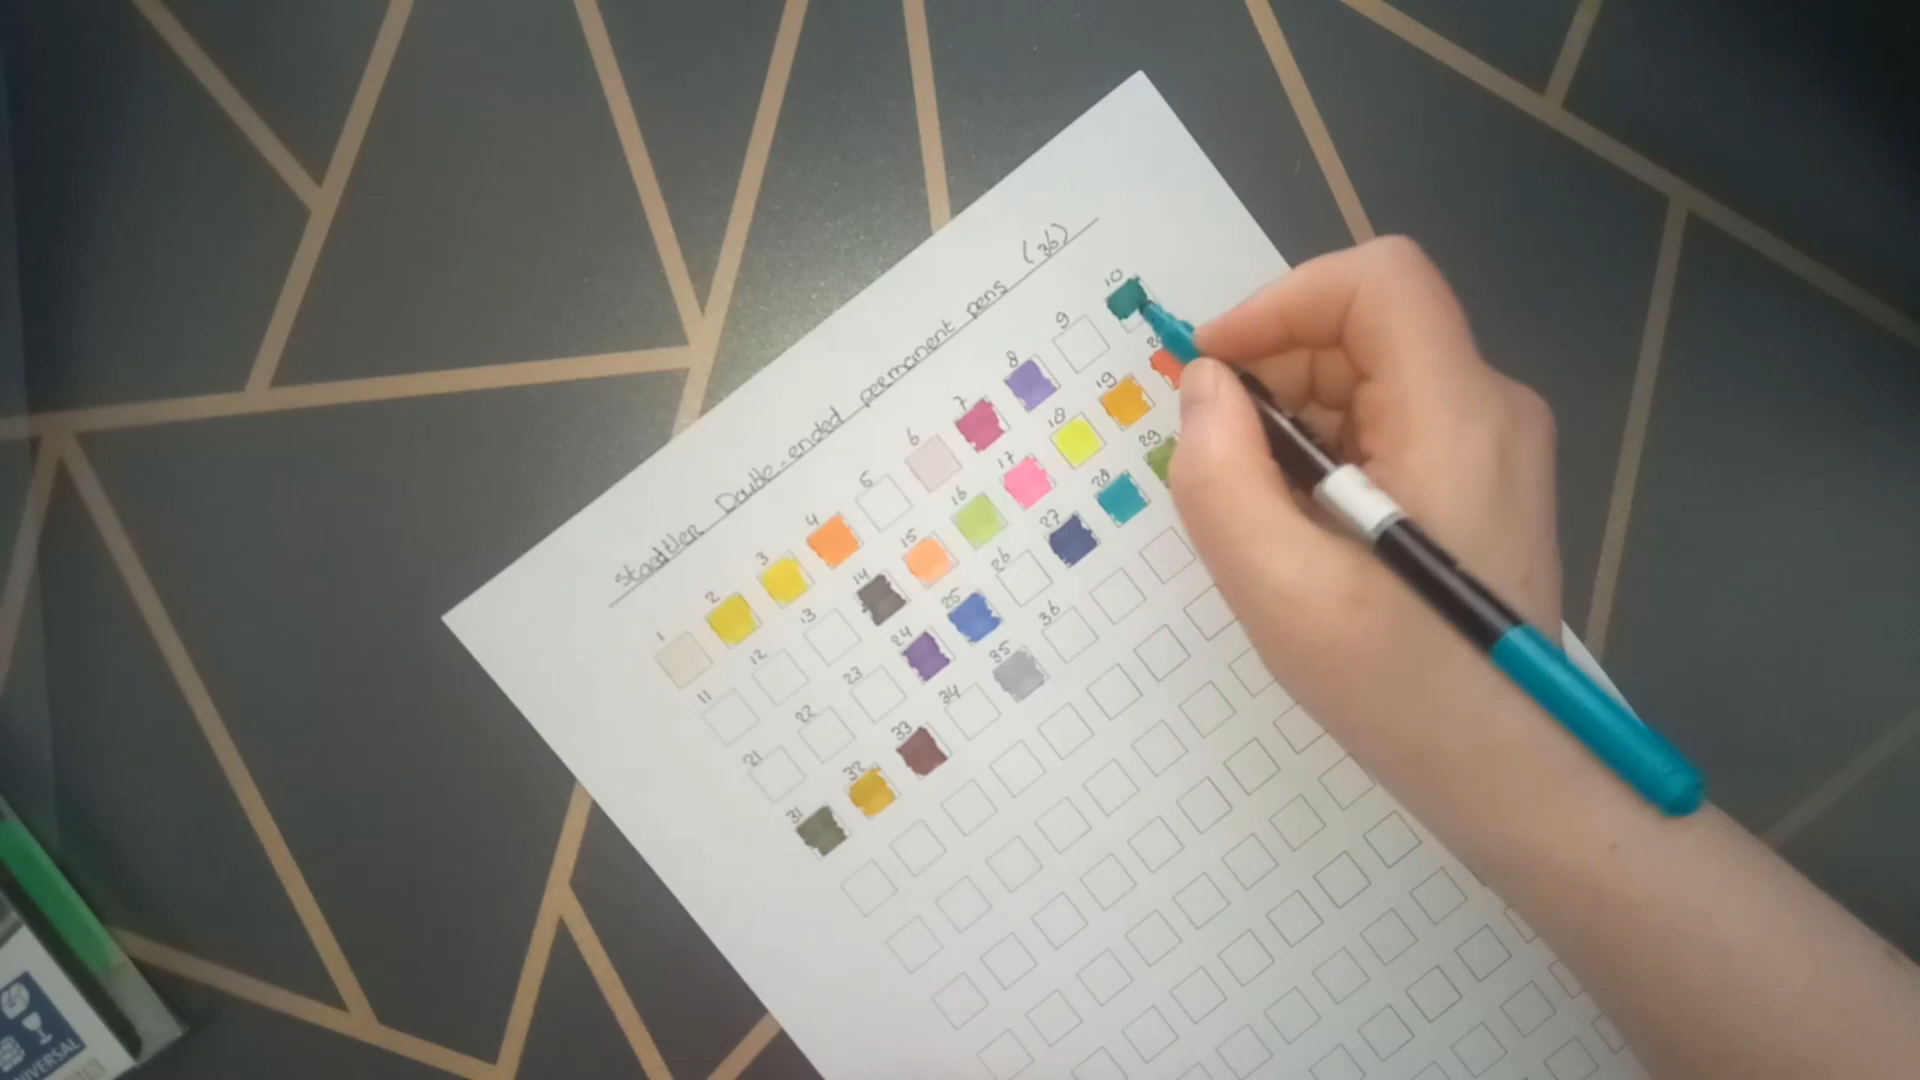 Staedtler Double-ended permanent pens (36)
1 2 3 4 5 6 7 8 9 10
11 12 13 14 15 16 17 18 19 20
21 22 23 24 25 26 27 28 29
31 32 33 34 35 36
UNIVERSAL